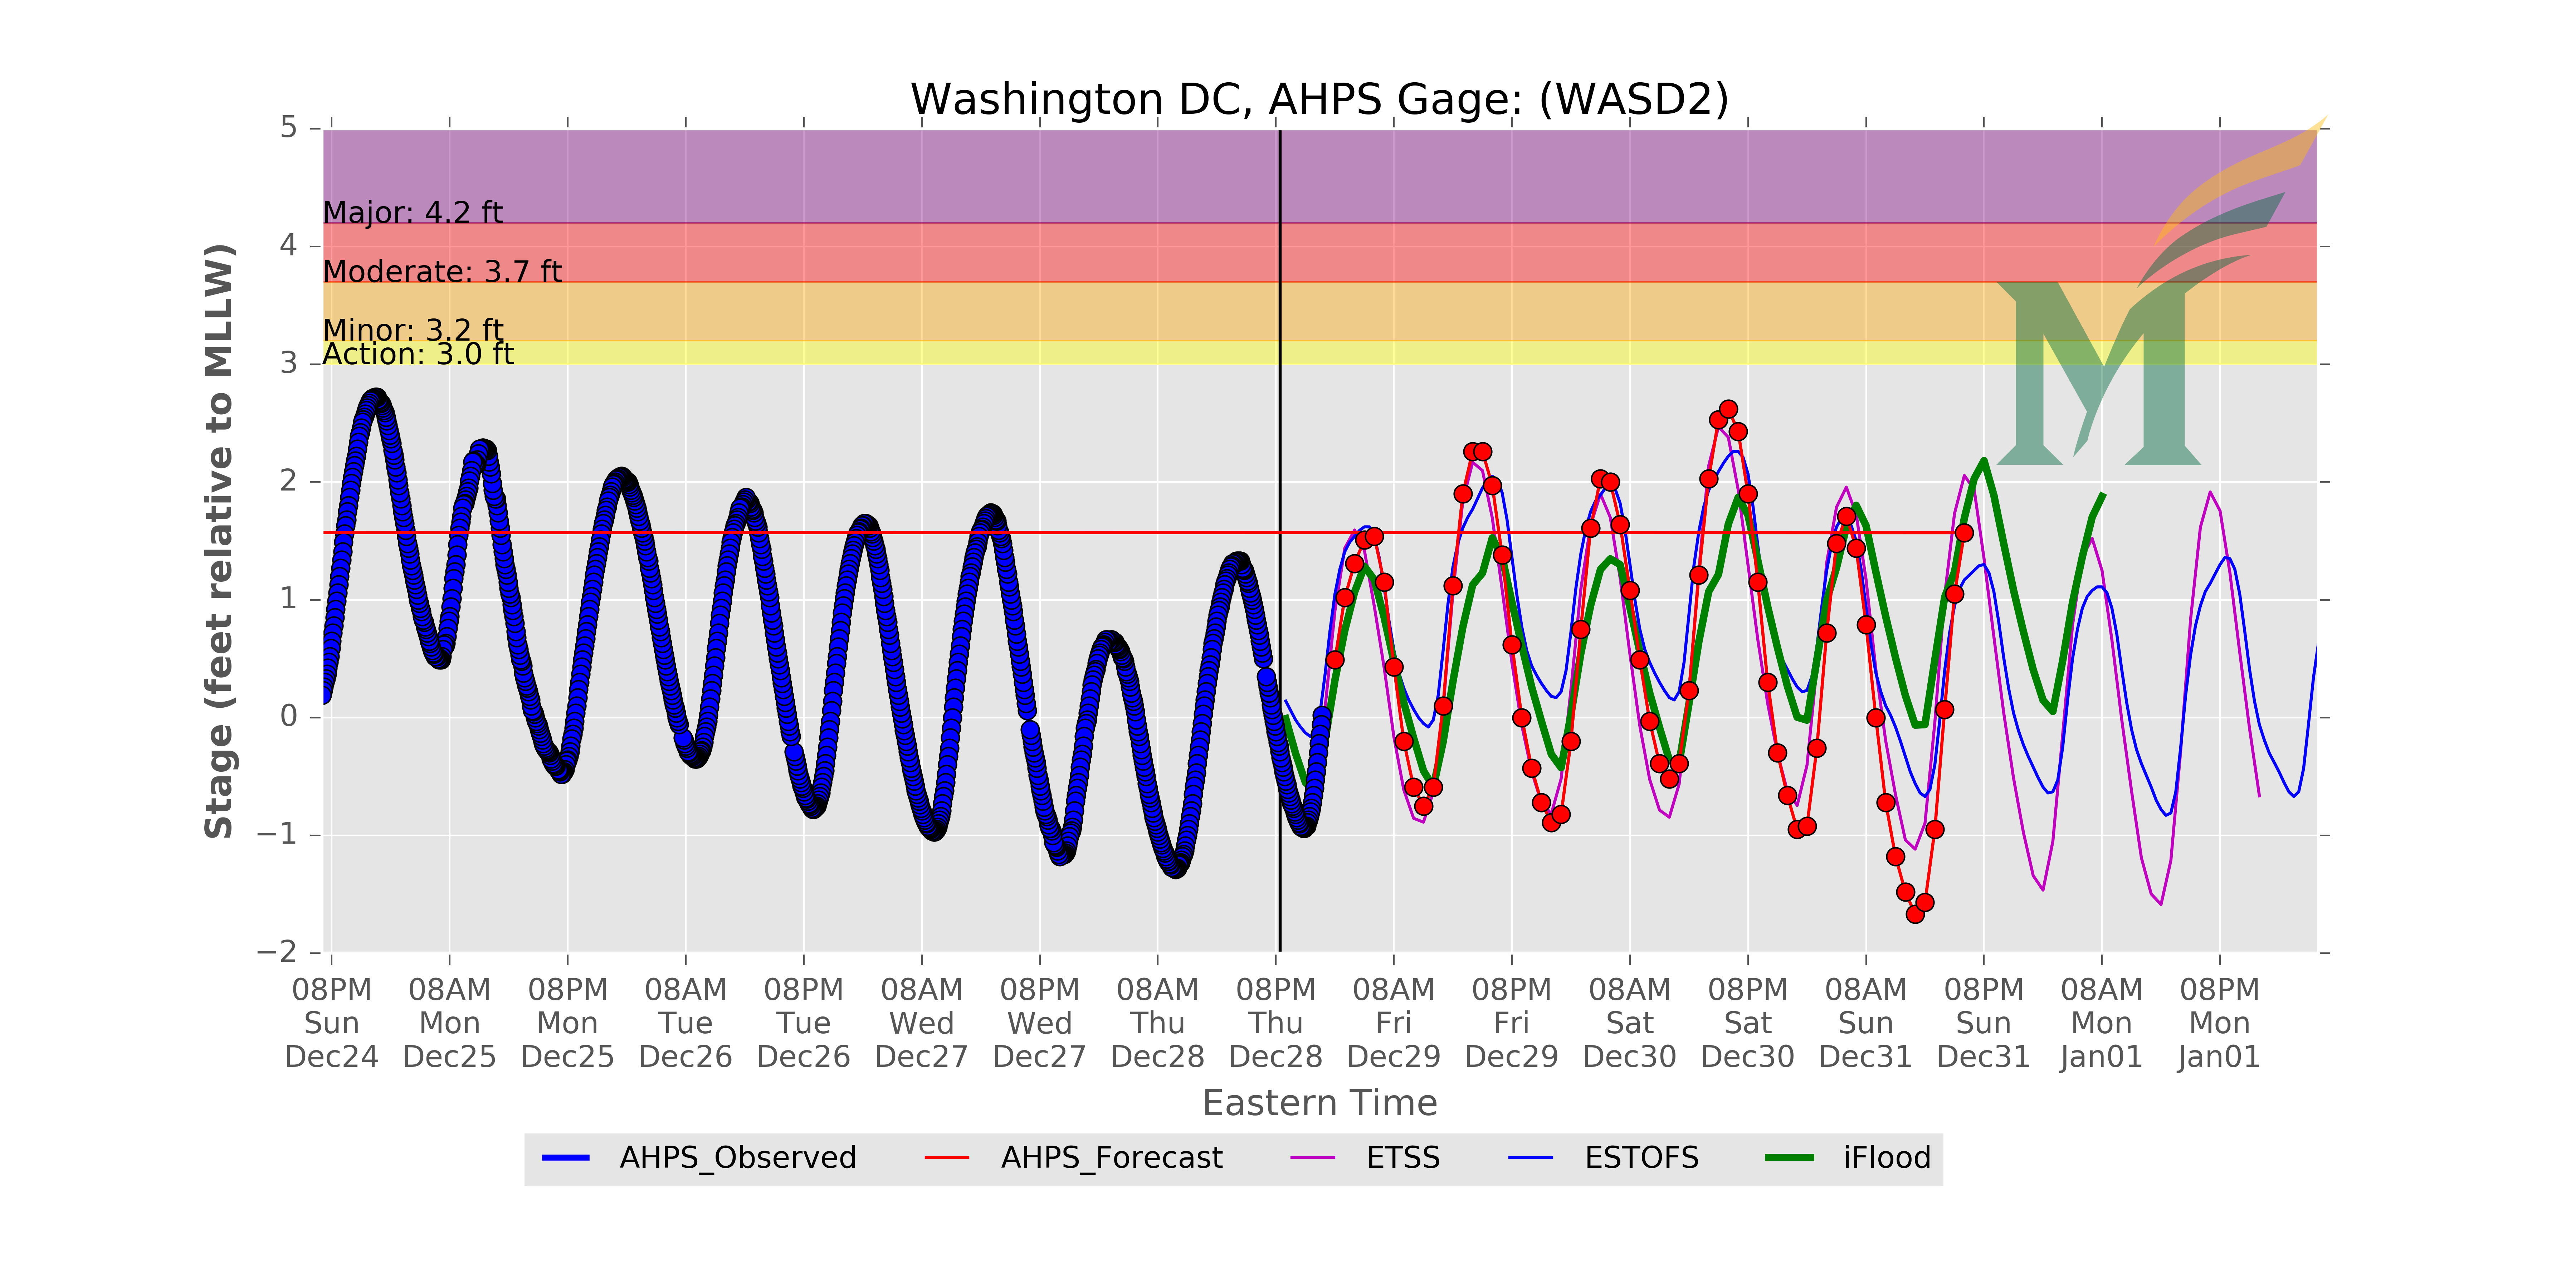 Washington DC, AHPS Gage: (WASD2)
5
4
3
2
1
0
−1
−2
Stage (feet relative to MLLW)
Major: 4.2 ft
Moderate: 3.7 ft
Minor: 3.2 ft
Action: 3.0 ft
M
08PM 08AM 08PM 08AM 08PM 08AM 08PM 08AM 08PM 08AM 08PM 08AM 08PM 08AM 08PM 08AM 08PM
Sun Mon Mon Tue Tue Wed Wed Thu Thu Fri Fri Sat Sat Sun Sun Mon Mon
Dec24 Dec25 Dec25 Dec26 Dec26 Dec27 Dec27 Dec28 Dec28 Dec29 Dec29 Dec30 Dec30 Dec31 Dec31 Jan01 Jan01
Eastern Time
AHPS_Observed AHPS_Forecast ETSS ESTOFS iFlood